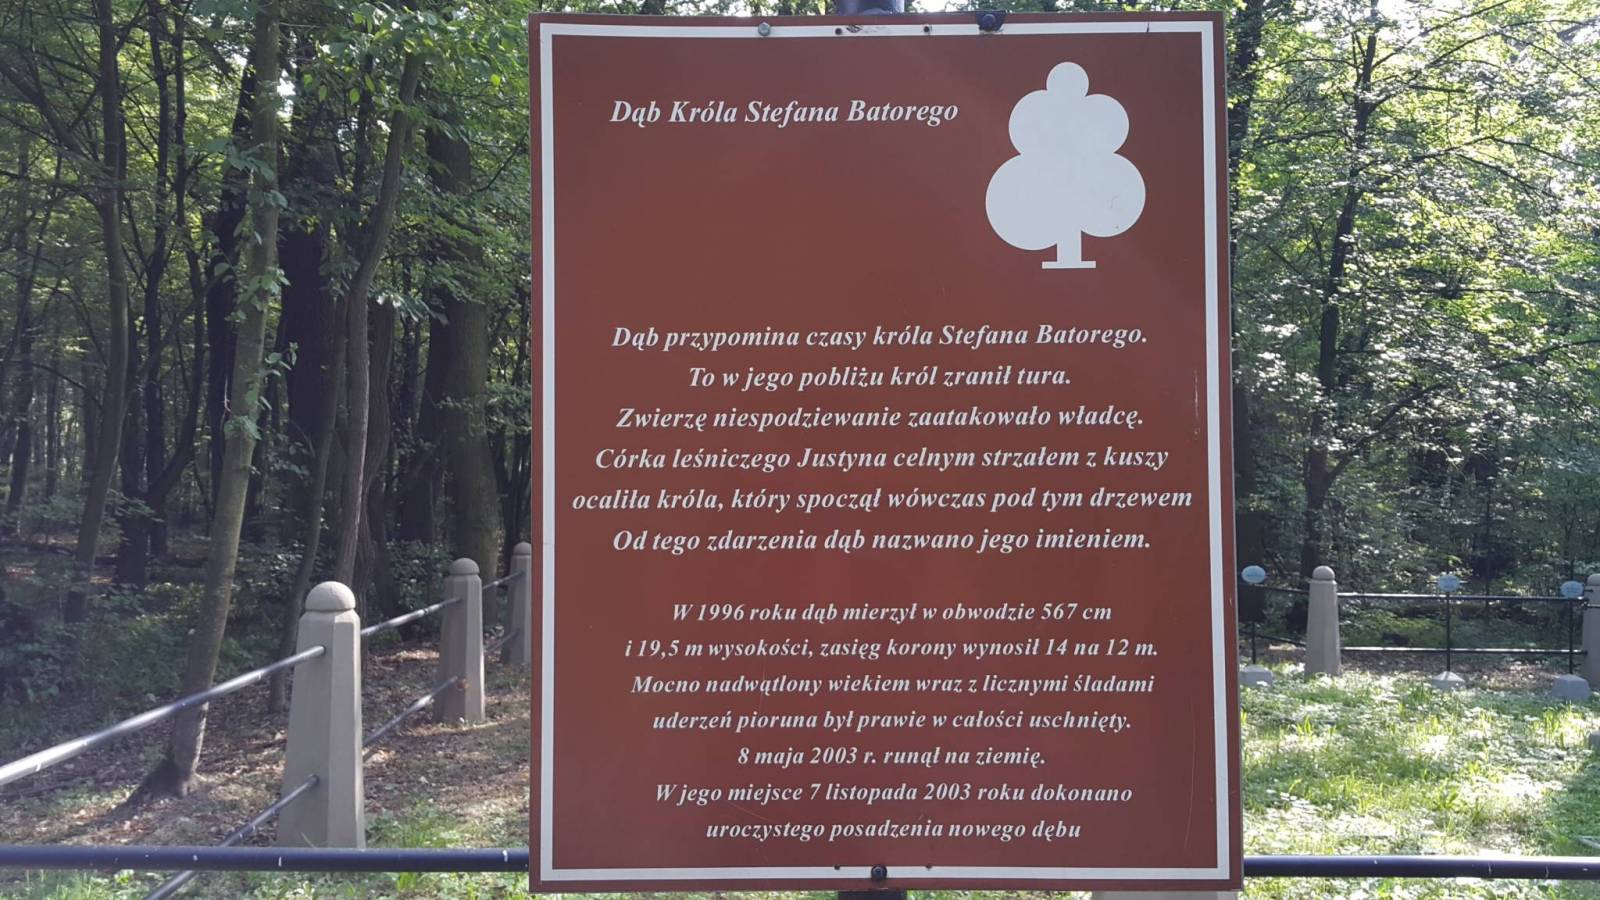 Dąb Króla Stefana Batorego
Dąb przypomina czasy króla Stefana Batorego.
To w jego pobliżu król zranił tura.
Zwierzę niespodziewanie zaatakowało władcę.
Córka leśniczego Justyna celnym strzałem z kuszy
ocaliła króla, który spoczął wówczas pod tym drzewem
Od tego zdarzenia dąb nazwano jego imieniem.
W 1996 roku dąb mierzył w obwodzie 567 cm
i 19,5 m wysokości, zasięg korony wynosił 14 na 12 m.
Mocno nadwątlony wiekiem wraz z licznymi śladami
uderzeń pioruna był prawie w całości uschnięty.
8 maja 2003 r. runął na ziemię.
W jego miejsce 7 listopada 2003 roku dokonano
uroczystego posadzenia nowego dębu